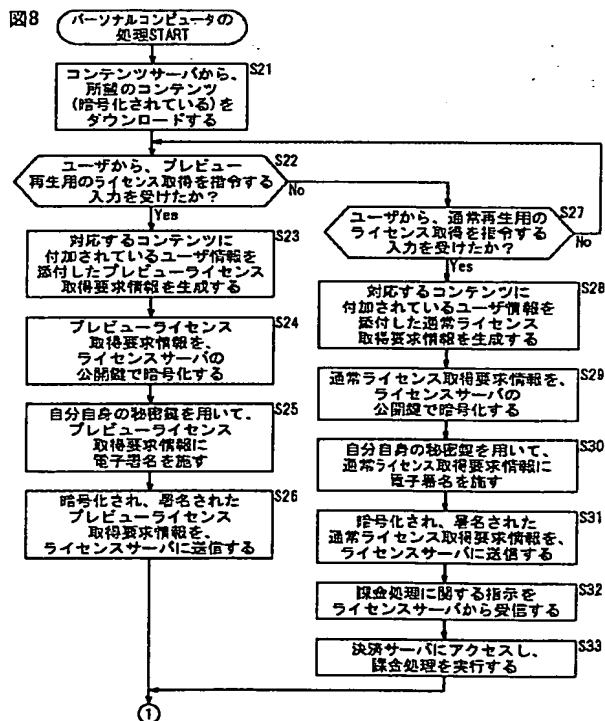 図8
パーソナルコンピュータの
処理START
S21
コンテンツサーバから、
所望のコンテンツ
(暗号化されている)を
ダウンロードする
S22
ユーザから、プレビュー
再生用のライセンス取得を指令する
入力を受けたか?
No
Yes
S23
対応するコンテンツに
付加されているユーザ情報を
添付したプレビューライセンス
取得要求情報を生成する
S24
プレビューライセンス
取得要求情報を、
ライセンスサーバの
公開鍵で暗号化する
S25
自分自身の秘密鍵を用いて、
プレビューライセンス
取得要求情報に
電子署名を施す
S26
暗号化され、署名された
プレビューライセンス
取得要求情報を、
ライセンスサーバに送信する
S27
ユーザから、通常再生用の
ライセンス取得を指令する
入力を受けたか?
No
Yes
S28
対応するコンテンツに
付加されているユーザ情報を
添付した通常ライセンス
取得要求情報を生成する
S29
通常ライセンス取得要求情報を、
ライセンスサーバの
公開鍵で暗号化する
S30
自分自身の秘密鍵を用いて、
通常ライセンス取得要求情報に
電子署名を施す
S31
暗号化され、署名された
通常ライセンス取得要求情報を、
ライセンスサーバに送信する
S32
課金処理に関する指示を
ライセンスサーバから受信する
S33
決済サーバにアクセスし、
課金処理を実行する
①